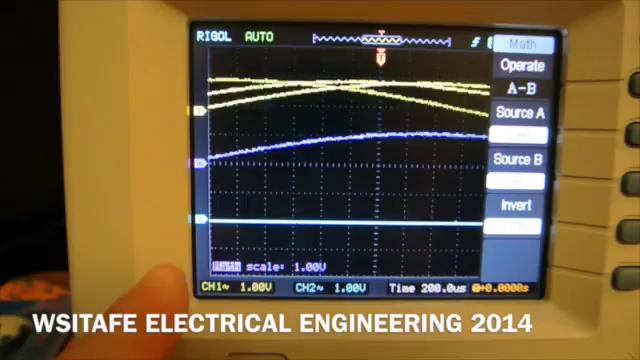 RIGOL AUTO
Math
Operate
A-B
Source A
Source B
Invert
scale: 1.00V
CH1~ 1.00V CH2~ 1.00V Time 200.0us 0.0000s
WSITAFE ELECTRICAL ENGINEERING 2014